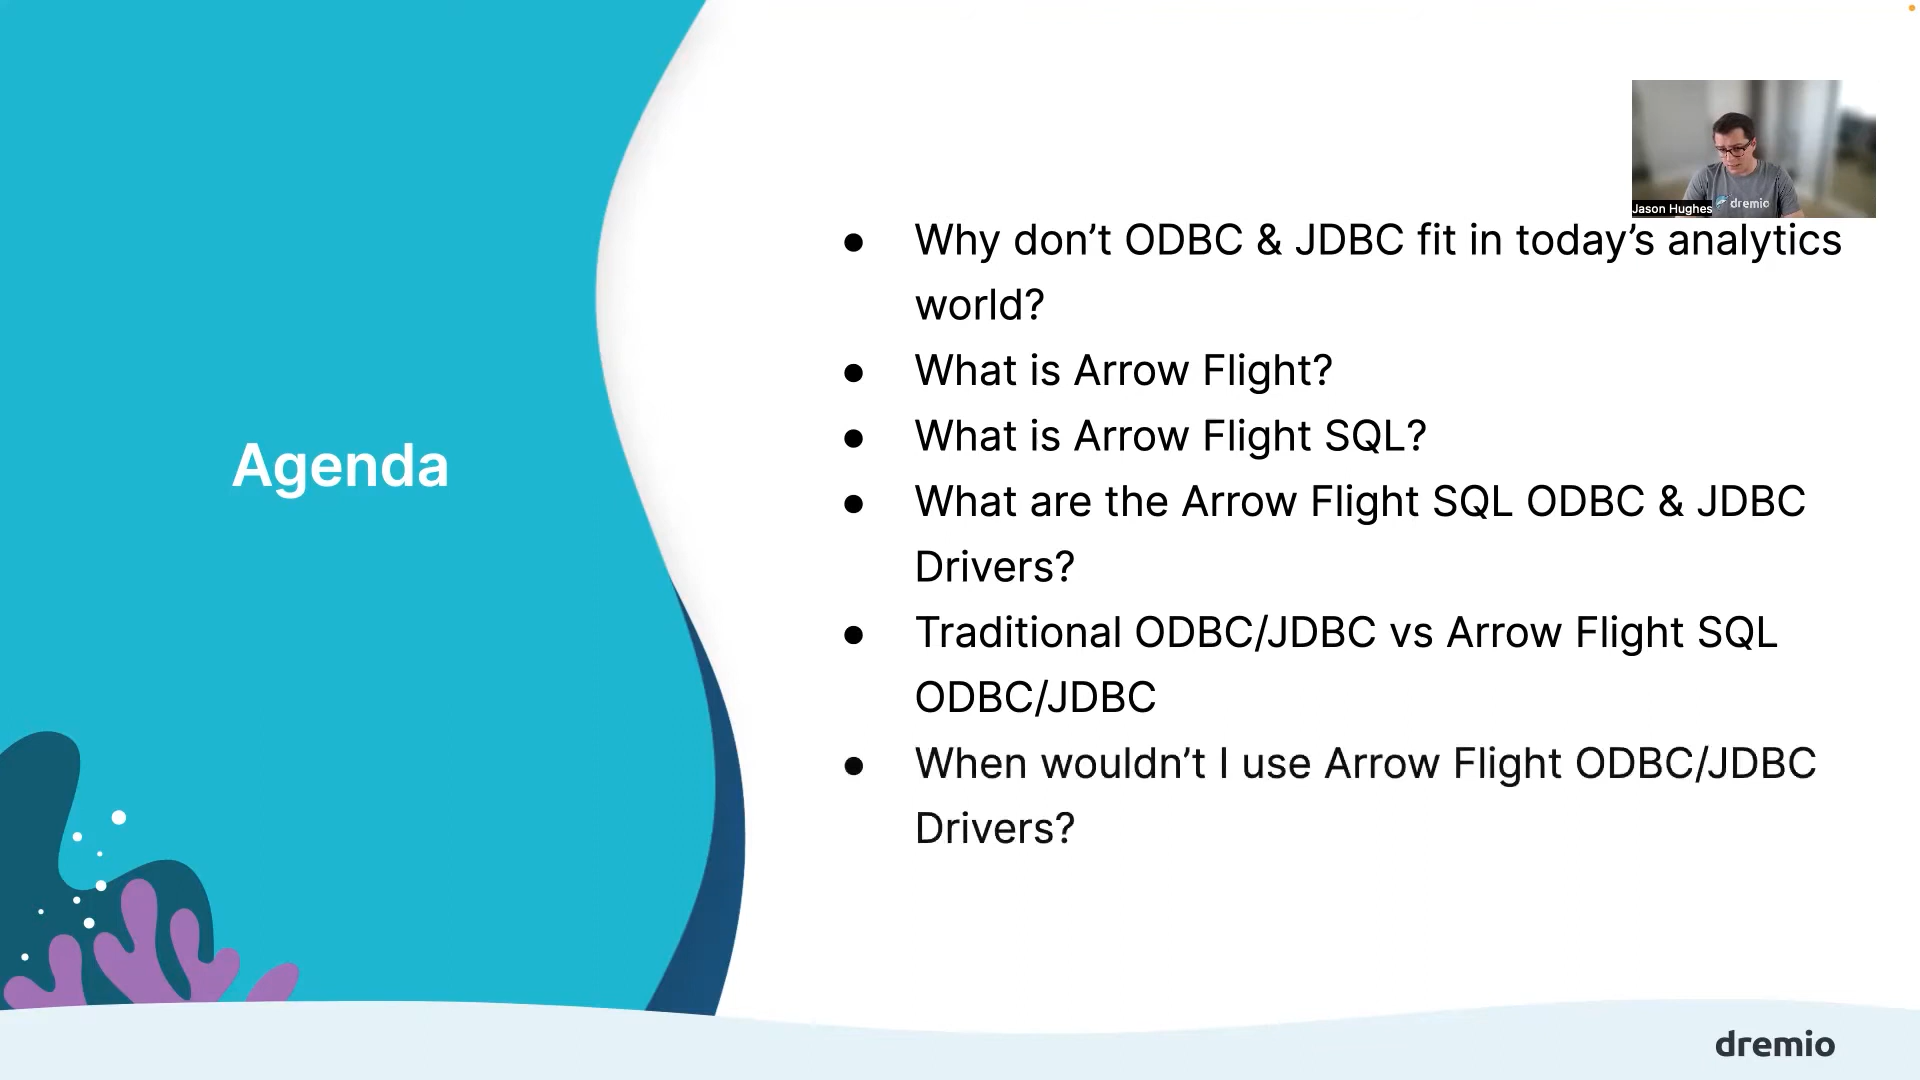 Jason Hughes
dremio
Agenda
● Why don’t ODBC & JDBC fit in today’s analytics
world?
● What is Arrow Flight?
● What is Arrow Flight SQL?
● What are the Arrow Flight SQL ODBC & JDBC
Drivers?
● Traditional ODBC/JDBC vs Arrow Flight SQL
ODBC/JDBC
● When wouldn’t I use Arrow Flight ODBC/JDBC
Drivers?
dremio